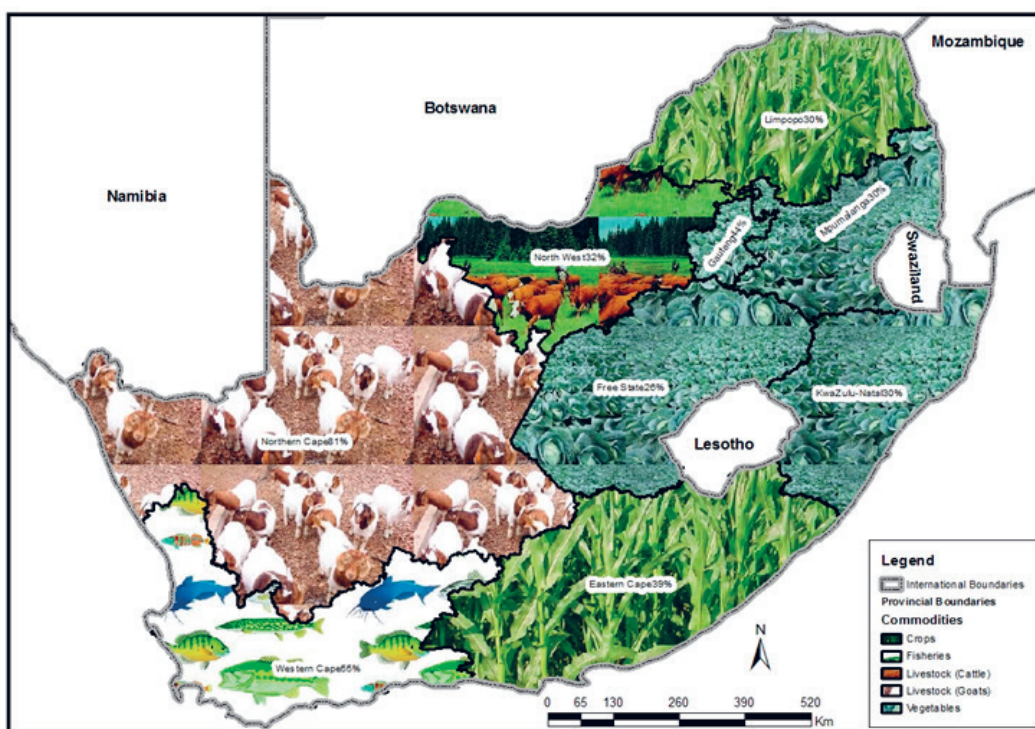 Mozambique
Botswana
Limpopo30%
Namibia
Mpumalanga30%
Gauteng44%
North West32%
Swaziland
Free State26%
KwaZulu-Natal30%
Northern Cape81%
Lesotho
Eastern Cape39%
Western Cape55%
N
0 65 130 260 390 520
Km
Legend
International Boundaries
Provincial Boundaries
Commodities
Crops
Fisheries
Livestock (Cattle)
Livestock (Goats)
Vegetables